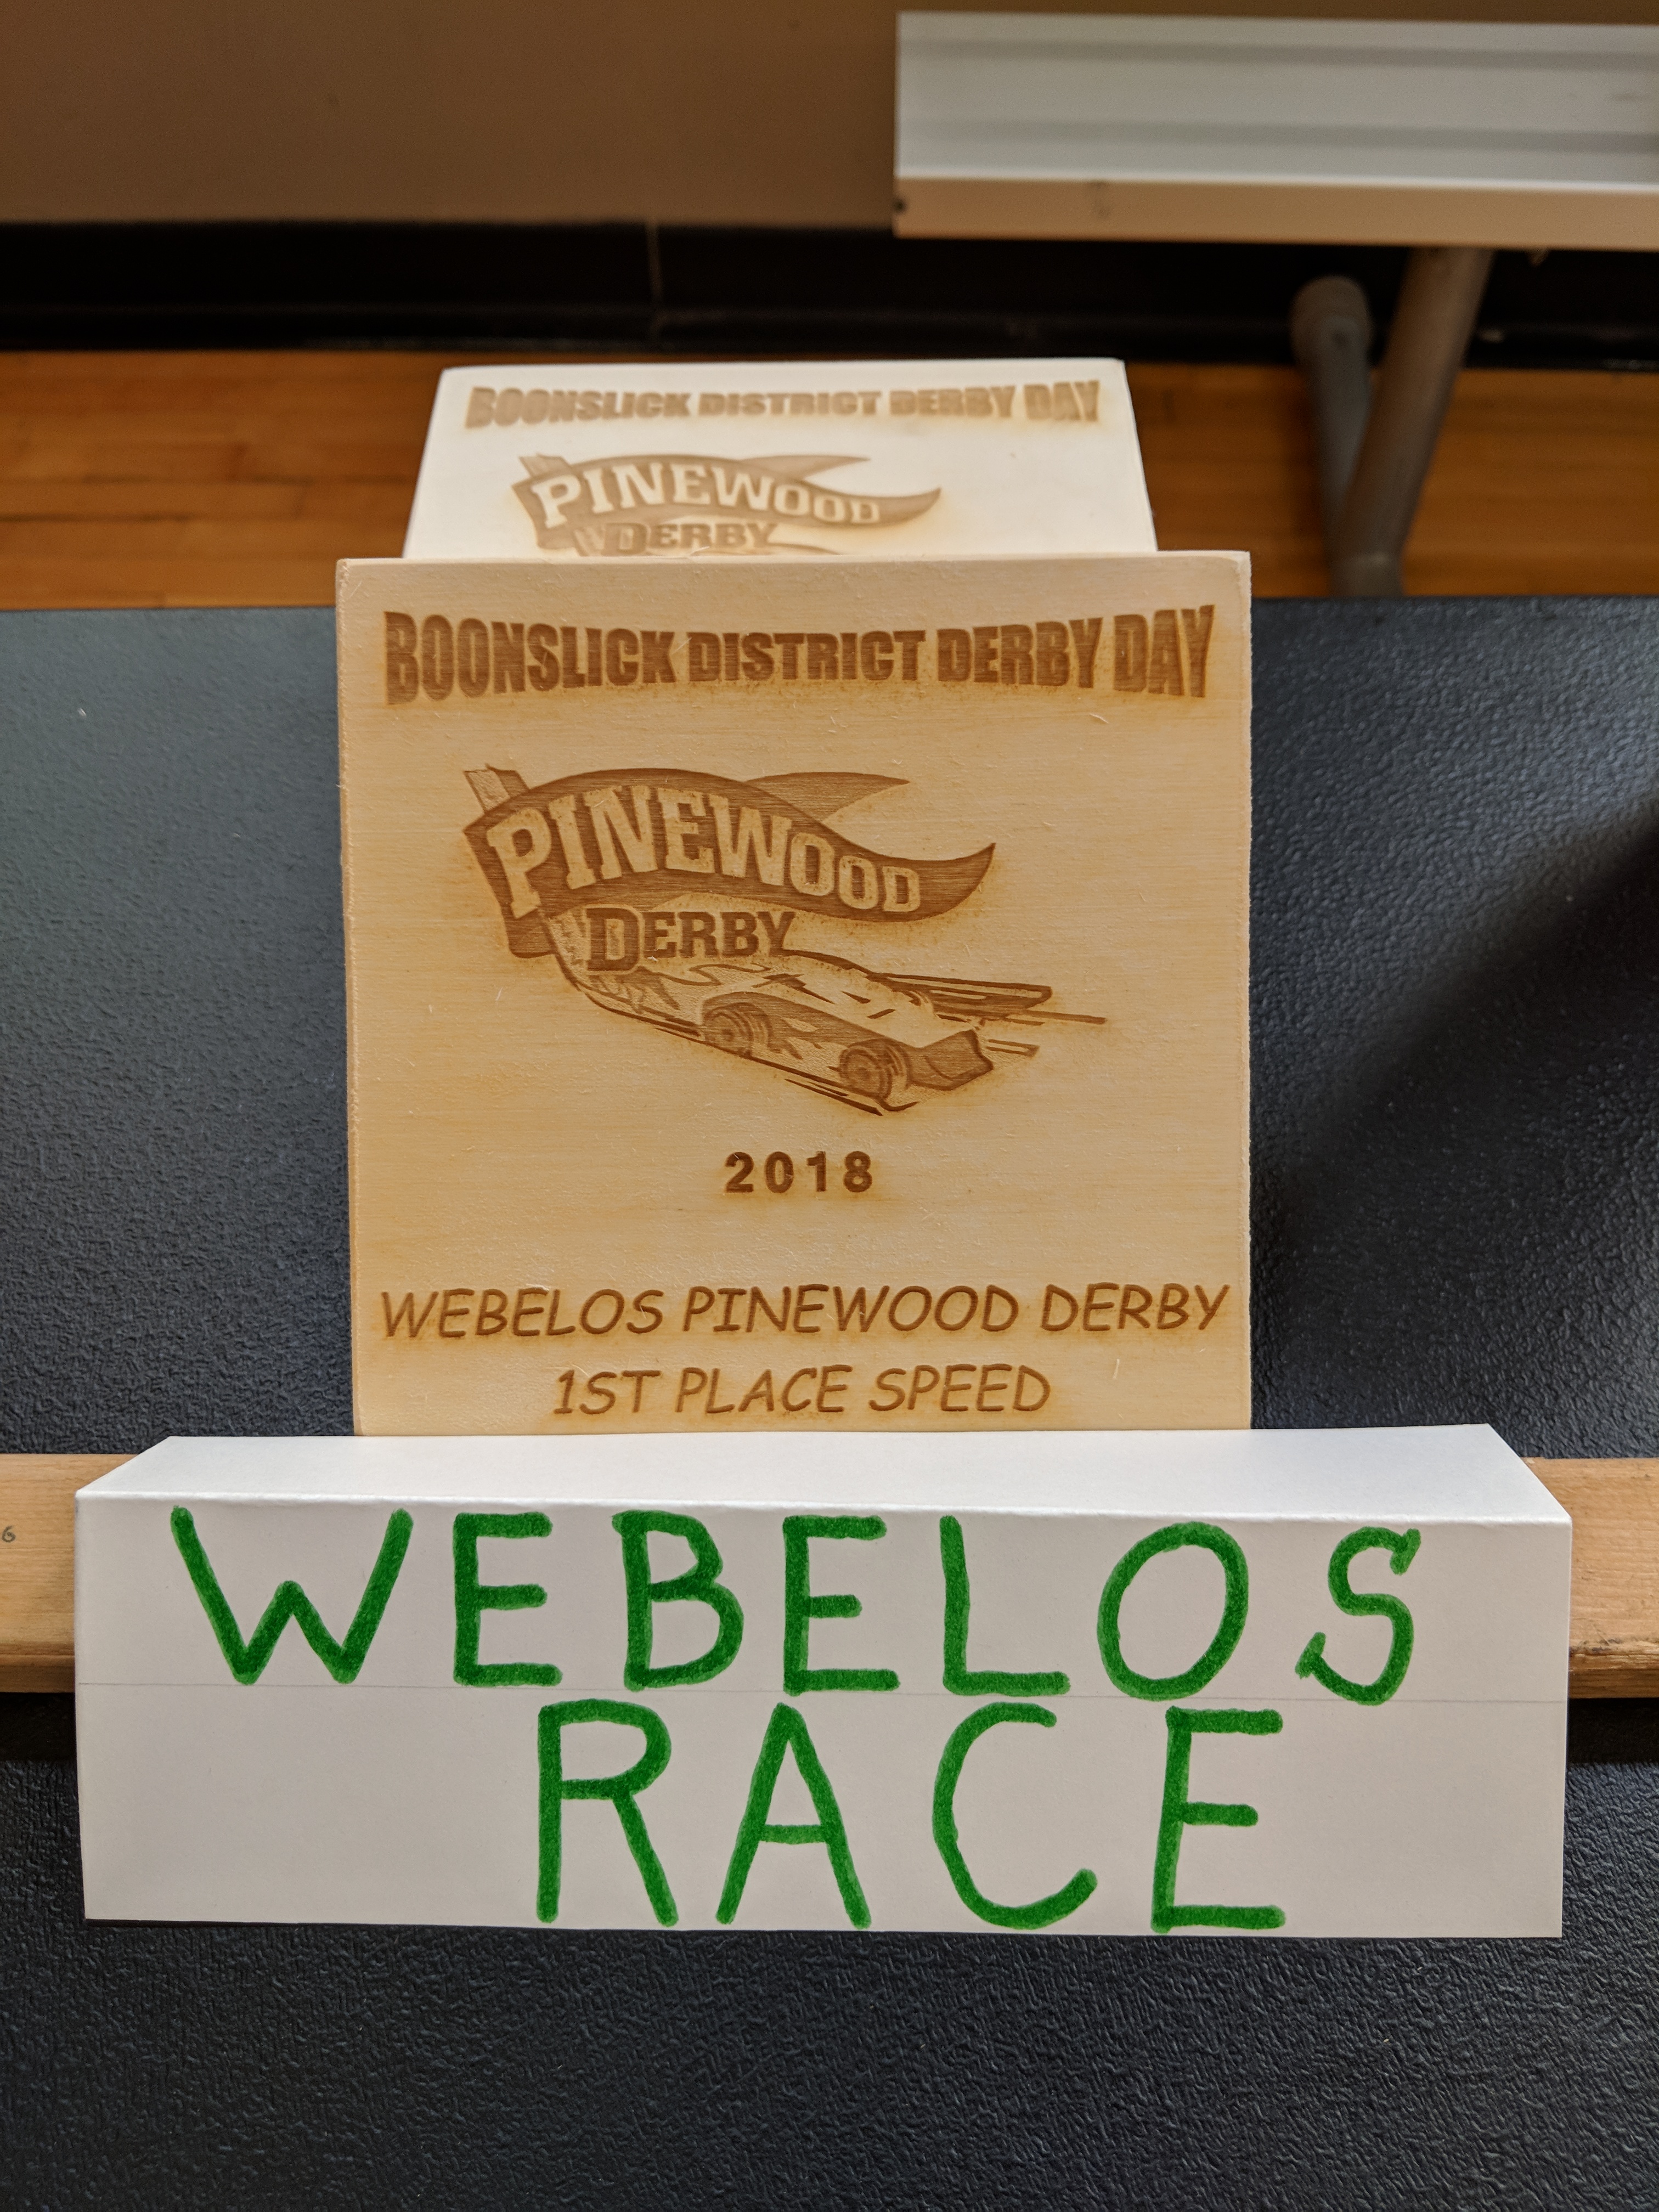 BOONSLICK DISTRICT DERBY DAY
PINEWOOD
DERBY
BOONSLICK DISTRICT DERBY DAY
PINEWOOD
DERBY
2018
WEBELOS PINEWOOD DERBY
1ST PLACE SPEED
6
WEBELOS
RACE